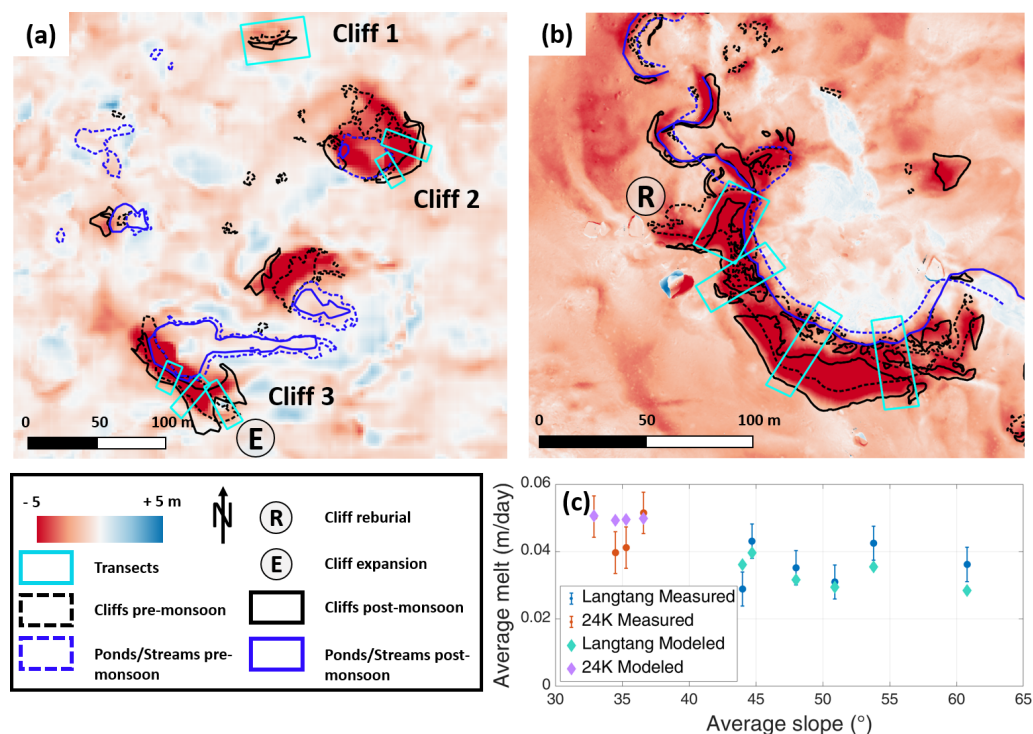 (a)
Cliff 1
Cliff 2
Cliff 3
E
0 50 100 m
(b)
R
0 50 100 m
- 5 + 5 m
N
R Cliff reburial
E Cliff expansion
Transects
Cliffs pre-monsoon
Cliffs post-monsoon
Ponds/Streams pre-
monsoon
Ponds/Streams post-
monsoon
(c)
Average melt (m/day)
0.06
0.04
0.02
0
Langtang Measured
24K Measured
Langtang Modeled
24K Modeled
30 35 40 45 50 55 60 65
Average slope (°)